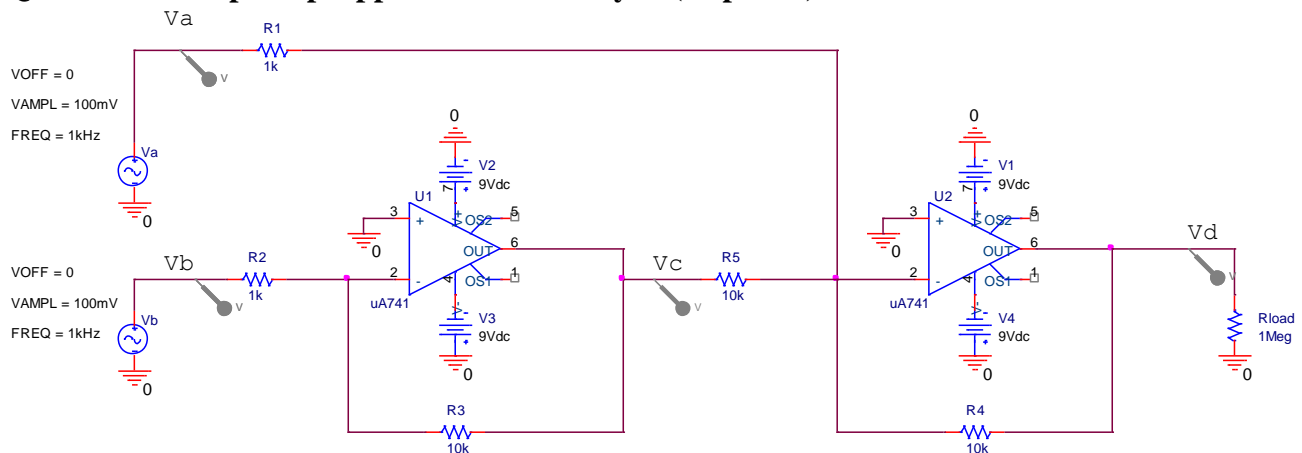 Va
R1
1k
v
VOFF = 0
VAMPL = 100mV
FREQ = 1kHz
Va
0
0
V2
9Vdc
U1
7
V+
3
+
OS2
5
OUT
6
2
-
4
OS1
1
uA741
V-
0
V3
9Vdc
0
0
V1
9Vdc
U2
7
V+
3
+
OS2
5
OUT
6
2
-
4
OS1
1
uA741
V-
0
V4
9Vdc
0
VOFF = 0
VAMPL = 100mV
FREQ = 1kHz
Vb
Vb
R2
1k
v
0
Vc
R5
10k
v
Vd
v
Rload
1Meg
0
R3
10k
R4
10k